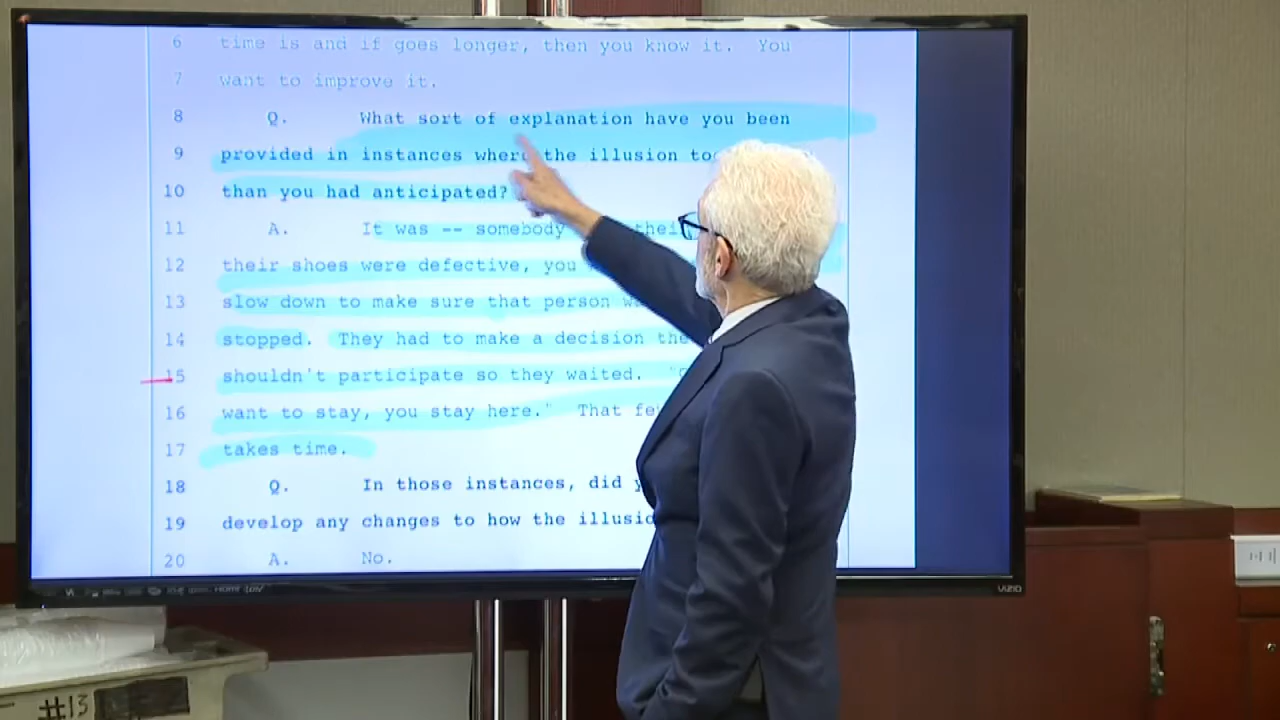 6 time is and if goes longer, then you know it. You
7 want to improve it.
8 Q. What sort of explanation have you been
9 provided in instances where the illusion
10 than you had anticipated?
11 A. It was -- somebody
12 their shoes were defective, you
13 slow down to make sure that person
14 stopped. They had to make a decision
15 shouldn't participate so they waited.
16 want to stay, you stay here." That
17 takes time.
18 Q. In those instances, did
19 develop any changes to how the
20 A. No.
VIZIO
#13